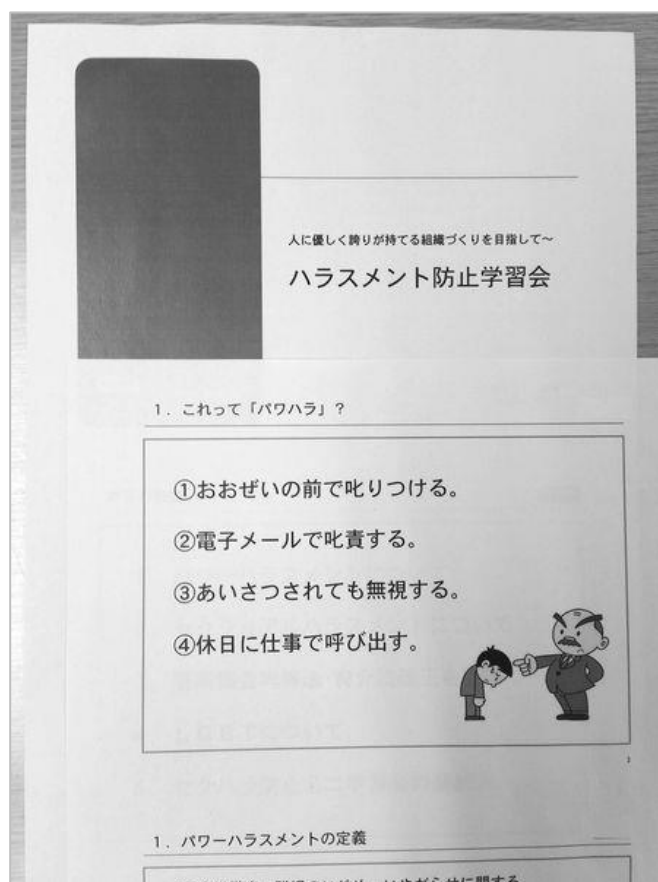 人に優しく誇りが持てる組織づくりを目指して〜
ハラスメント防止学習会
1．これって「パワハラ」？
①おおぜいの前で叱りつける。
②電子メールで叱責する。
③あいさつされても無視する。
④休日に仕事で呼び出す。
1．パワーハラスメントの定義